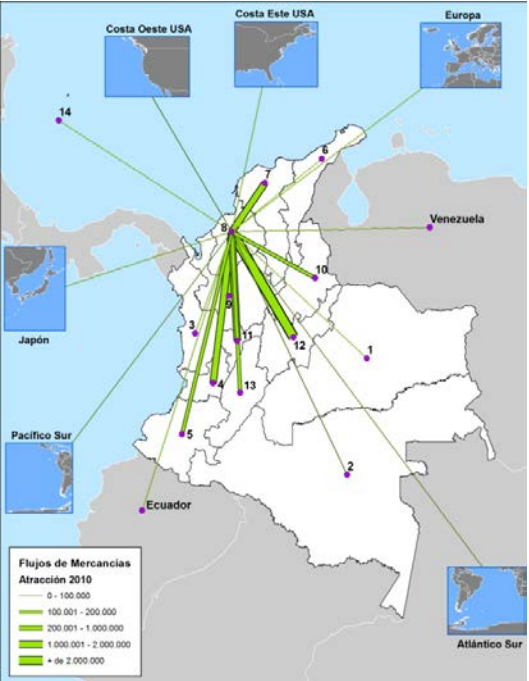 Costa Oeste USA
Costa Este USA
Europa
14
6
7
8
Venezuela
10
Japón
9
3
11
12
1
4
13
5
2
Pacífico Sur
Ecuador
Flujos de Mercancias
Atracción 2010
0 - 100.000
100.001 - 200.000
200.001 - 1.000.000
1.000.001 - 2.000.000
+ de 2.000.000
Atlántico Sur